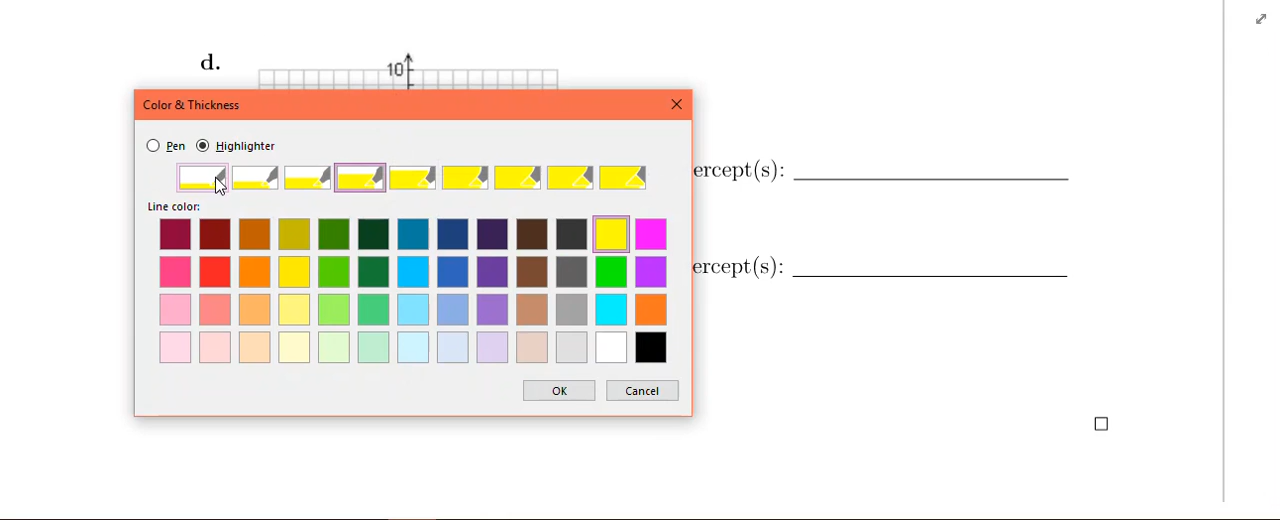 d.
10
Color & Thickness
Pen Highlighter
ercept(s):
Line color:
ercept(s):
OK Cancel